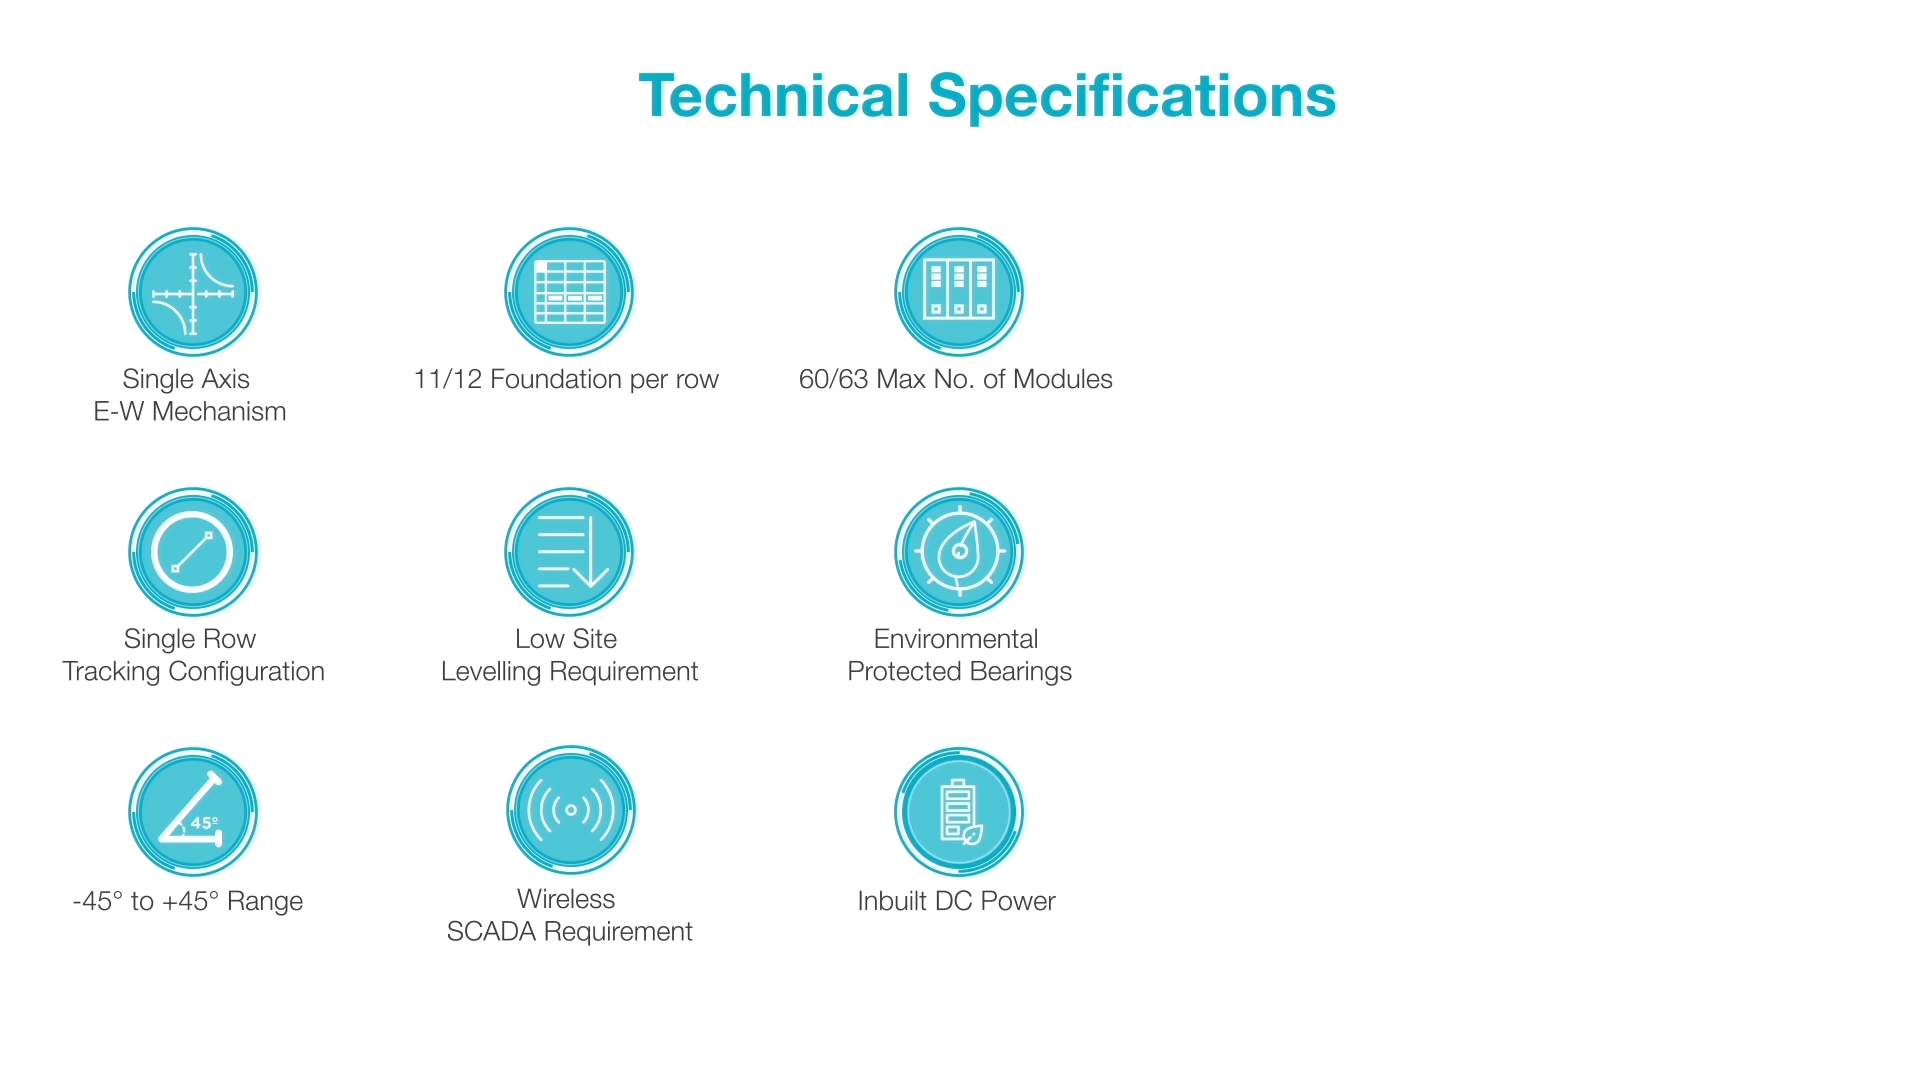 Technical Specifications
Single Axis
E-W Mechanism
11/12 Foundation per row
60/63 Max No. of Modules
Single Row
Tracking Configuration
Low Site
Levelling Requirement
Environmental
Protected Bearings
45º
-45° to +45° Range
Wireless
SCADA Requirement
Inbuilt DC Power